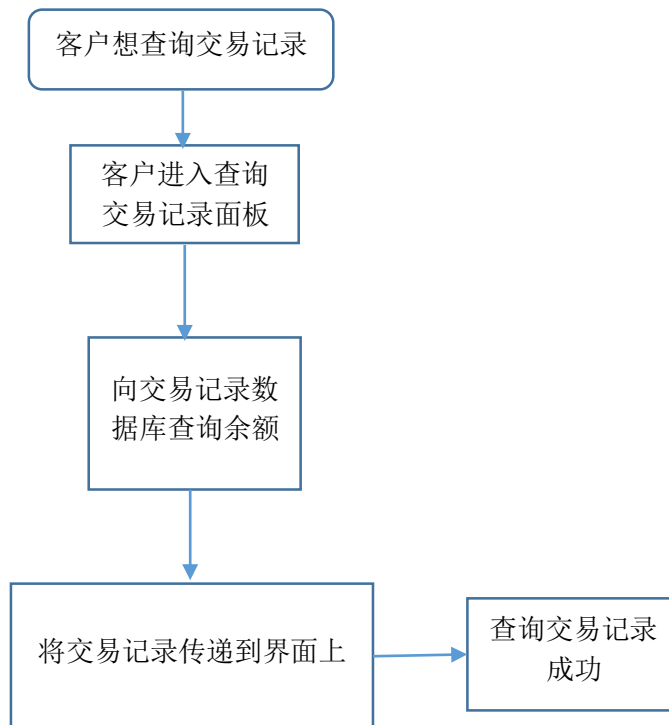 客户想查询交易记录
客户进入查询
交易记录面板
向交易记录数
据库查询余额
将交易记录传递到界面上
查询交易记录
成功